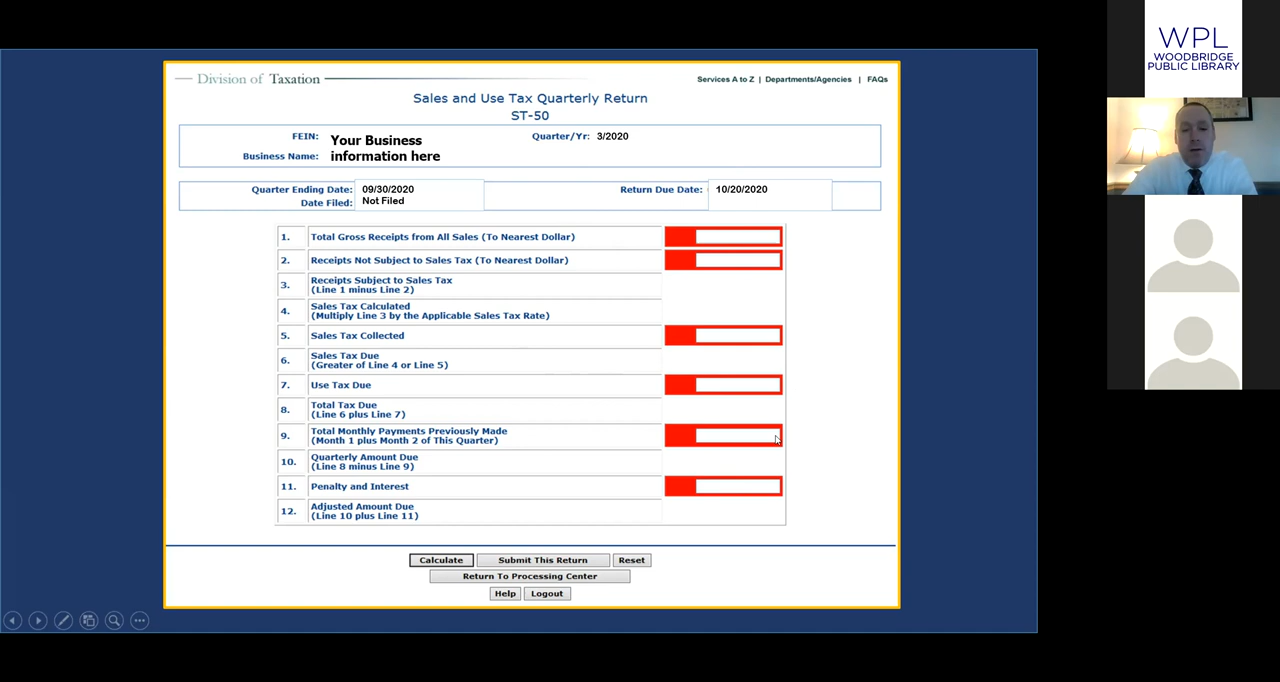 Division of Taxation
Services A to Z | Departments/Agencies | FAQs
Sales and Use Tax Quarterly Return
ST-50
FEIN: Your Business
Quarter/Yr: 3/2020
Business Name: information here
Quarter Ending Date: 09/30/2020
Return Due Date: 10/20/2020
Date Filed: Not Filed
1. Total Gross Receipts from All Sales (To Nearest Dollar)
2. Receipts Not Subject to Sales Tax (To Nearest Dollar)
3. Receipts Subject to Sales Tax
(Line 1 minus Line 2)
4. Sales Tax Calculated
(Multiply Line 3 by the Applicable Sales Tax Rate)
5. Sales Tax Collected
6. Sales Tax Due
(Greater of Line 4 or Line 5)
7. Use Tax Due
8. Total Tax Due
(Line 6 plus Line 7)
9. Total Monthly Payments Previously Made
(Month 1 plus Month 2 of This Quarter)
10. Quarterly Amount Due
(Line 8 minus Line 9)
11. Penalty and Interest
12. Adjusted Amount Due
(Line 10 plus Line 11)
Calculate Submit This Return Reset
Return To Processing Center
Help Logout
WPL
WOODBRIDGE
PUBLIC LIBRARY